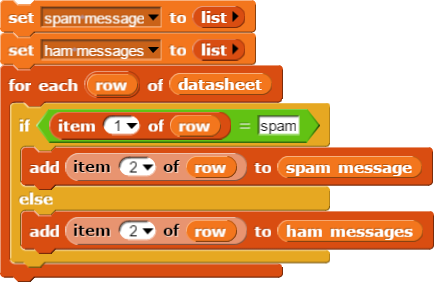 set spam message to list
set ham messages to list
for each row of datasheet
if item 1 of row = spam
add item 2 of row to spam message
else
add item 2 of row to ham messages